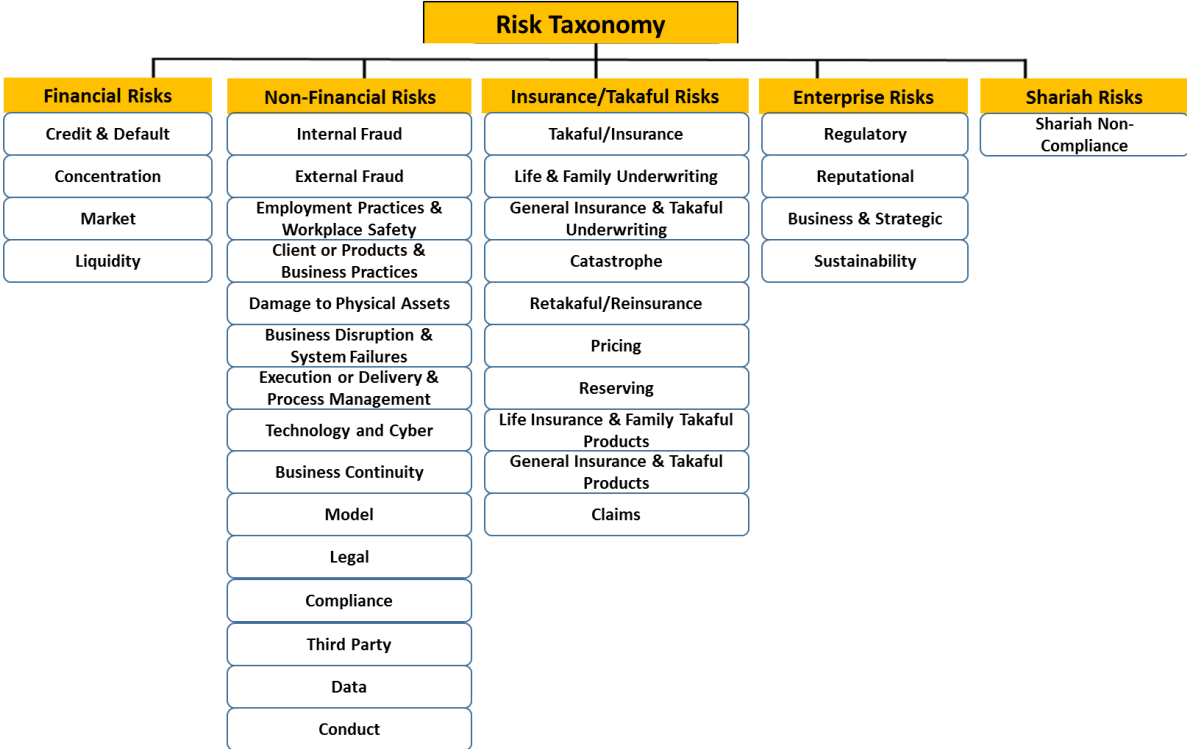 Risk Taxonomy
Financial Risks
Credit & Default
Concentration
Market
Liquidity
Non-Financial Risks
Internal Fraud
External Fraud
Employment Practices &
Workplace Safety
Client or Products &
Business Practices
Damage to Physical Assets
Business Disruption &
System Failures
Execution or Delivery &
Process Management
Technology and Cyber
Business Continuity
Model
Legal
Compliance
Third Party
Data
Conduct
Insurance/Takaful Risks
Takaful/Insurance
Life & Family Underwriting
General Insurance & Takaful
Underwriting
Catastrophe
Retakaful/Reinsurance
Pricing
Reserving
Life Insurance & Family Takaful
Products
General Insurance & Takaful
Products
Claims
Enterprise Risks
Regulatory
Reputational
Business & Strategic
Sustainability
Shariah Risks
Shariah Non-
Compliance